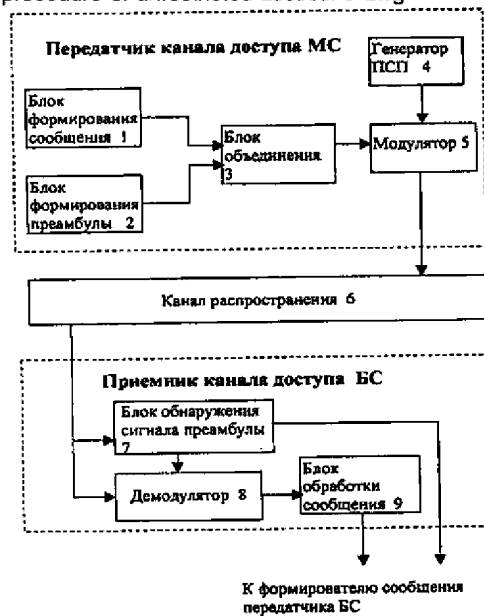 Передатчик канала доступа МС
Генератор
ПСП 4
Блок
формирования
сообщения 1
Блок
объединения
3
Модулятор 5
Блок
формирования
преамбулы 2
Канал распространения 6
Приемник канала доступа БС
Блок обнаружения
сигнала преамбулы
7
Демодулятор 8
Блок
обработки
сообщения 9
К формирователю сообщения
передатчика БС